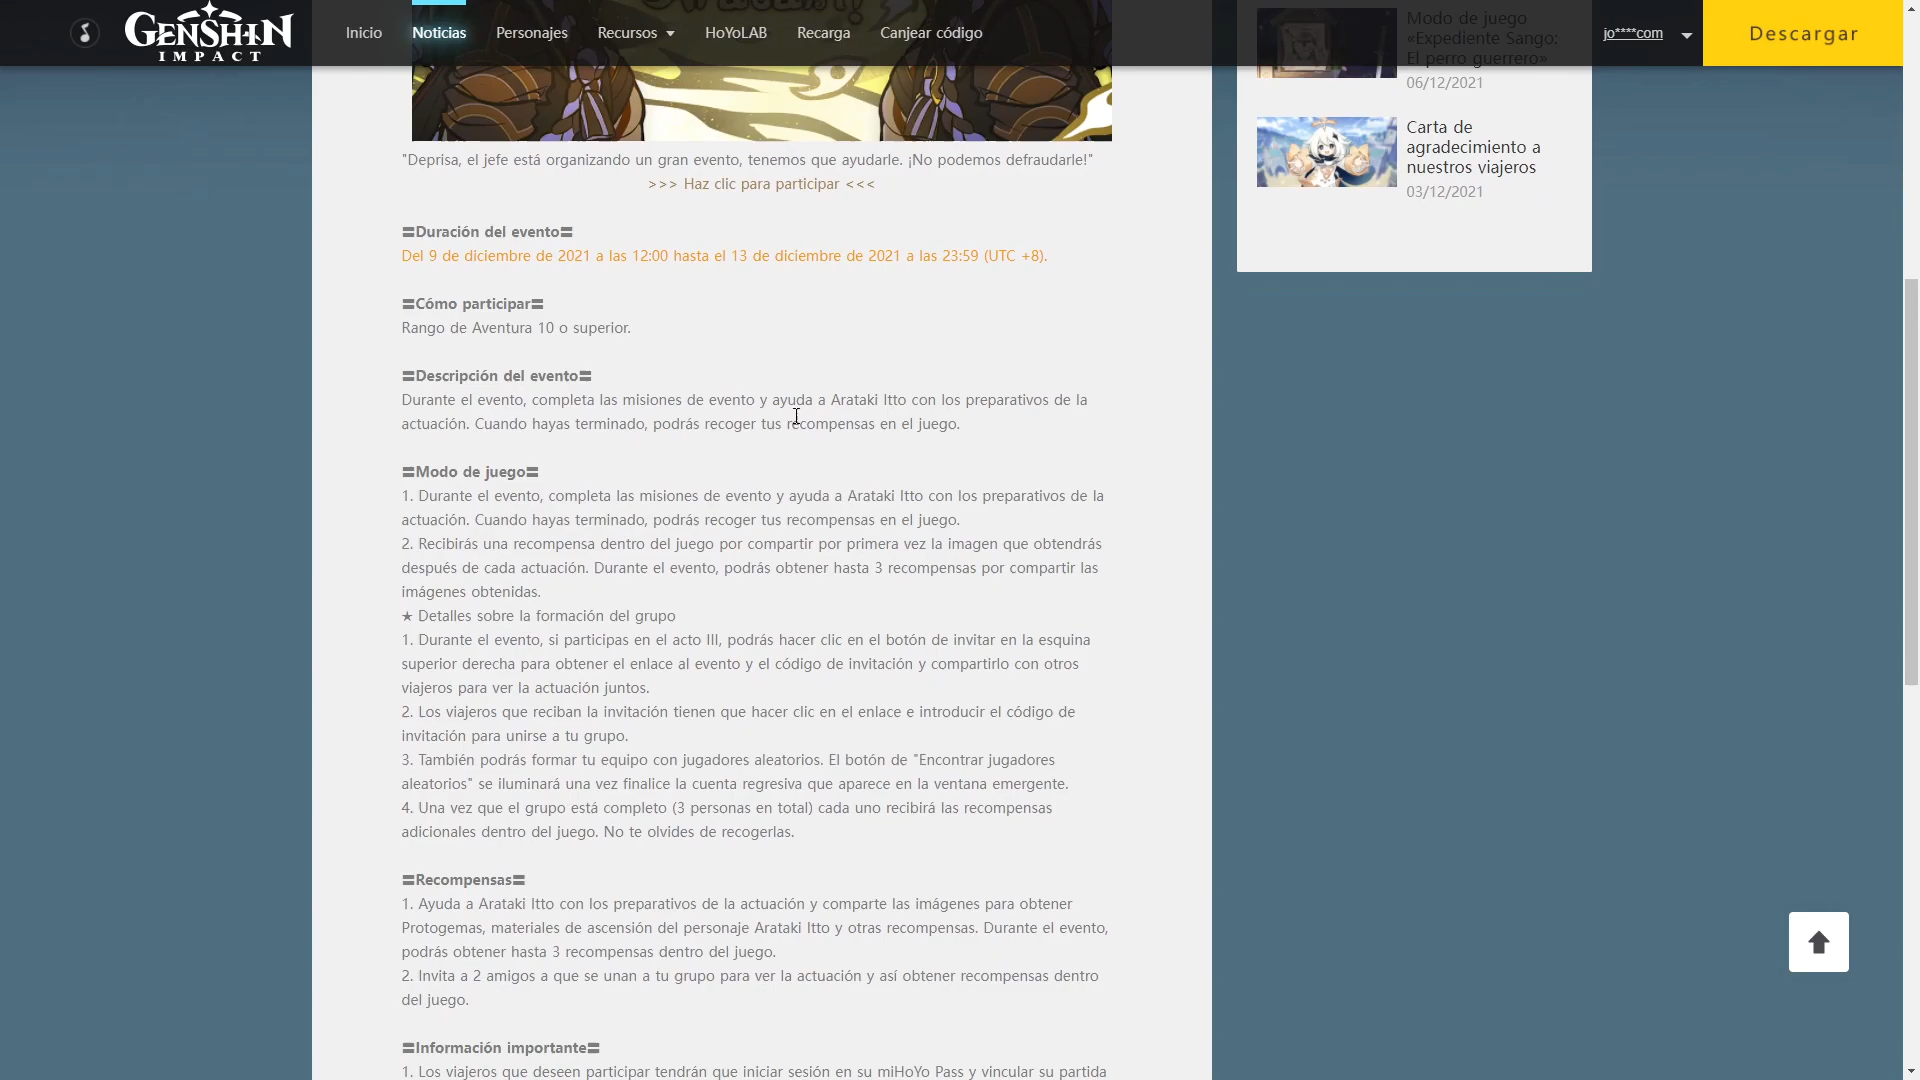 GENSHIN
IMPACT
Inicio
Noticias
Personajes
Recursos
HoYoLAB
Recarga
Canjear código
jo****com
Descargar
"Deprisa, el jefe está organizando un gran evento, tenemos que ayudarle. ¡No podemos defraudarle!"
>>> Haz clic para participar <<<
〓Duración del evento〓
Del 9 de diciembre de 2021 a las 12:00 hasta el 13 de diciembre de 2021 a las 23:59 (UTC +8).
〓Cómo participar〓
Rango de Aventura 10 o superior.
〓Descripción del evento〓
Durante el evento, completa las misiones de evento y ayuda a Arataki Itto con los preparativos de la
actuación. Cuando hayas terminado, podrás recoger tus recompensas en el juego.
〓Modo de juego〓
1. Durante el evento, completa las misiones de evento y ayuda a Arataki Itto con los preparativos de la
actuación. Cuando hayas terminado, podrás recoger tus recompensas en el juego.
2. Recibirás una recompensa dentro del juego por compartir por primera vez la imagen que obtendrás
después de cada actuación. Durante el evento, podrás obtener hasta 3 recompensas por compartir las
imágenes obtenidas.
★ Detalles sobre la formación del grupo
1. Durante el evento, si participas en el acto III, podrás hacer clic en el botón de invitar en la esquina
superior derecha para obtener el enlace al evento y el código de invitación y compartirlo con otros
viajeros para ver la actuación juntos.
2. Los viajeros que reciban la invitación tienen que hacer clic en el enlace e introducir el código de
invitación para unirse a tu grupo.
3. También podrás formar tu equipo con jugadores aleatorios. El botón de "Encontrar jugadores
aleatorios" se iluminará una vez finalice la cuenta regresiva que aparece en la ventana emergente.
4. Una vez que el grupo está completo (3 personas en total) cada uno recibirá las recompensas
adicionales dentro del juego. No te olvides de recogerlas.
〓Recompensas〓
1. Ayuda a Arataki Itto con los preparativos de la actuación y comparte las imágenes para obtener
Protogemas, materiales de ascensión del personaje Arataki Itto y otras recompensas. Durante el evento,
podrás obtener hasta 3 recompensas dentro del juego.
2. Invita a 2 amigos a que se unan a tu grupo para ver la actuación y así obtener recompensas dentro
del juego.
〓Información importante〓
1. Los viajeros que deseen participar tendrán que iniciar sesión en su miHoYo Pass y vincular su partida
Modo de juego
«Expediente Sango:
El perro guerrero»
06/12/2021
Carta de
agradecimiento a
nuestros viajeros
03/12/2021